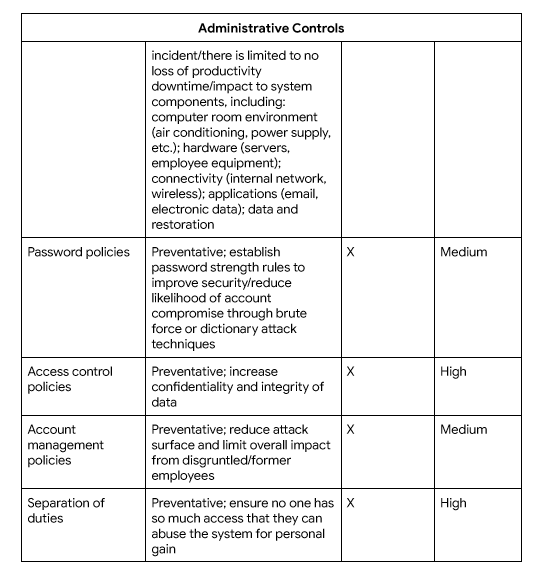 Administrative Controls
incident/there is limited to no
loss of productivity
downtime/impact to system
components, including:
computer room environment
(air conditioning, power supply,
etc.); hardware (servers,
employee equipment);
connectivity (internal network,
wireless); applications (email,
electronic data); data and
restoration
Password policies
Preventative; establish
password strength rules to
improve security/reduce
likelihood of account
compromise through brute
force or dictionary attack
techniques
X
Medium
Access control
policies
Preventative; increase
confidentiality and integrity of
data
X
High
Account
management
policies
Preventative; reduce attack
surface and limit overall impact
from disgruntled/former
employees
X
Medium
Separation of
duties
Preventative; ensure no one has
so much access that they can
abuse the system for personal
gain
X
High